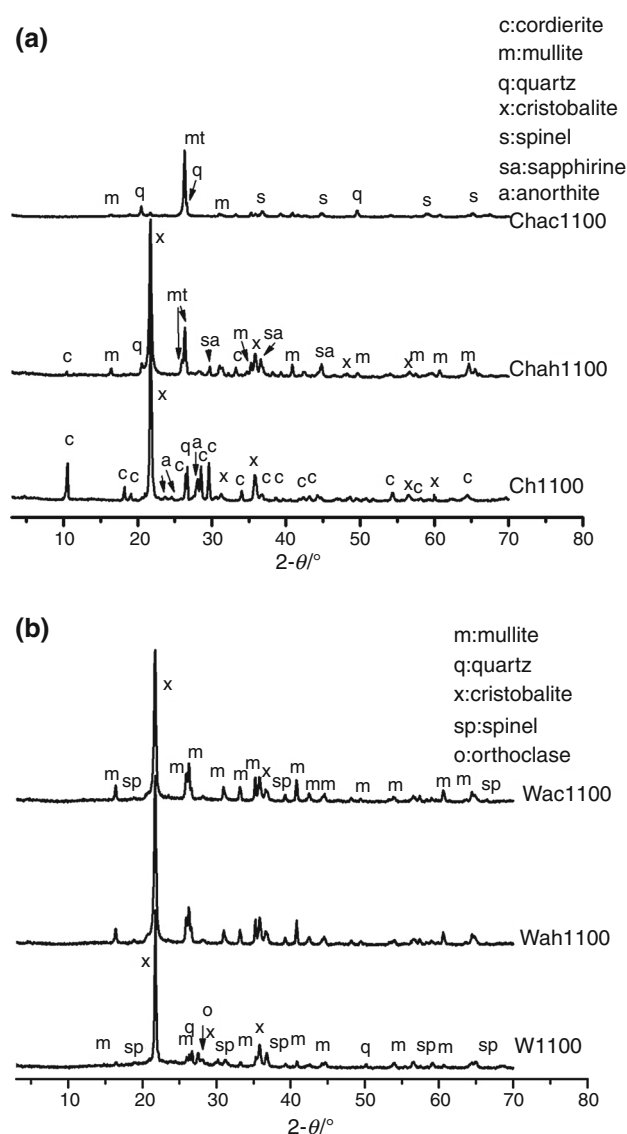 (a)
c:cordierite
m:mullite
q:quartz
x:cristobalite
s:spinel
sa:sapphirine
a:anorthite
mt
q
m q m s s q s s
Chac1100
x
mt
c m q sa m x sa c m sa x m x m m m
Chah1100
x
c c c a c q a c c x c x c c c c c x c x c
Ch1100
10 20 30 40 50 60 70 80
2-θ/°
(b)
m:mullite
q:quartz
x:cristobalite
sp:spinel
o:orthoclase
x
m sp m m m m m x sp m m m m m m m sp
Wac1100
Wah1100
x
o
m sp m q x sp m x sp m m q m sp m sp
W1100
10 20 30 40 50 60 70 80
2-θ/°